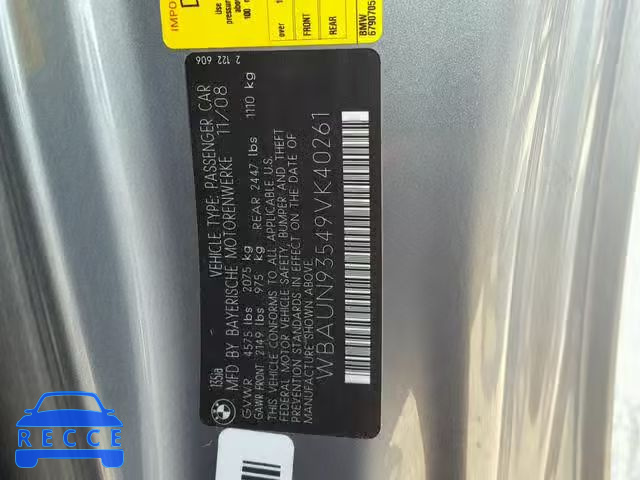 IMPO
over
FRONT
REAR
BMW
6790705
2 122 606
135ia
VEHICLE TYPE: PASSENGER CAR
MFD BY BAYERISCHE MOTORENWERKE 11/08
GVWR 4575 lbs 2075 kg
GAWR FRONT 2149 lbs 975 kg REAR 2447 lbs 1110 kg
THIS VEHICLE CONFORMS TO ALL APPLICABLE U.S.
FEDERAL MOTOR VEHICLE SAFETY, BUMPER AND THEFT
PREVENTION STANDARDS IN EFFECT ON THE DATE OF
MANUFACTURE SHOWN ABOVE.
WBAUN93549VK40261
BMW
RECCE